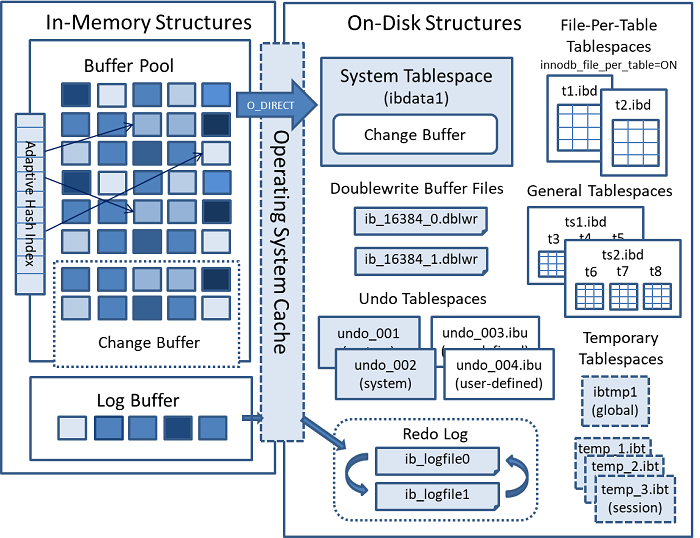 In-Memory Structures
Buffer Pool
Adaptive Hash Index
Change Buffer
Log Buffer
O_DIRECT
Operating System Cache
On-Disk Structures
System Tablespace
(ibdata1)
Change Buffer
Doublewrite Buffer Files
ib_16384_0.dblwr
ib_16384_1.dblwr
Undo Tablespaces
undo_001
undo_002
(system)
undo_003.ibu
undo_004.ibu
(user-defined)
Redo Log
ib_logfile0
ib_logfile1
File-Per-Table
Tablespaces
innodb_file_per_table=ON
t1.ibd
t2.ibd
General Tablespaces
ts1.ibd
t3 t4 t5
ts2.ibd
t6 t7 t8
Temporary
Tablespaces
ibtmp1
(global)
temp_1.ibt
temp_2.ibt
temp_3.ibt
(session)